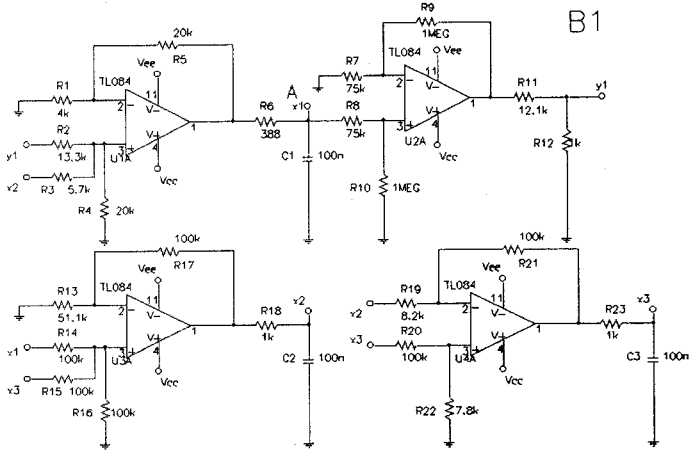 B1
20k
R5
TL084
Vee
11
V-
R1
4k
2
R2
y1
13.3k
3
1
V+
4
U1A
Vcc
x2
R3
5.7k
R4
20k
A
x1
R6
388
C1
100n
R9
1MEG
TL084
Vee
R7
75k
2
11
V-
R8
75k
3
1
V+
4
U2A
Vcc
R10
1MEG
R11
12.1k
y1
R12
1k
100k
R17
TL084
Vee
11
V-
R13
51.1k
2
R14
x1
100k
3
1
V+
4
U3A
Vcc
x3
R15
100k
R16
100k
R18
1k
x2
C2
100n
100k
R21
TL084
Vee
11
V-
R19
x2
8.2k
2
R20
x3
100k
3
1
V+
4
Vcc
R22
7.8k
R23
1k
x3
C3
100n